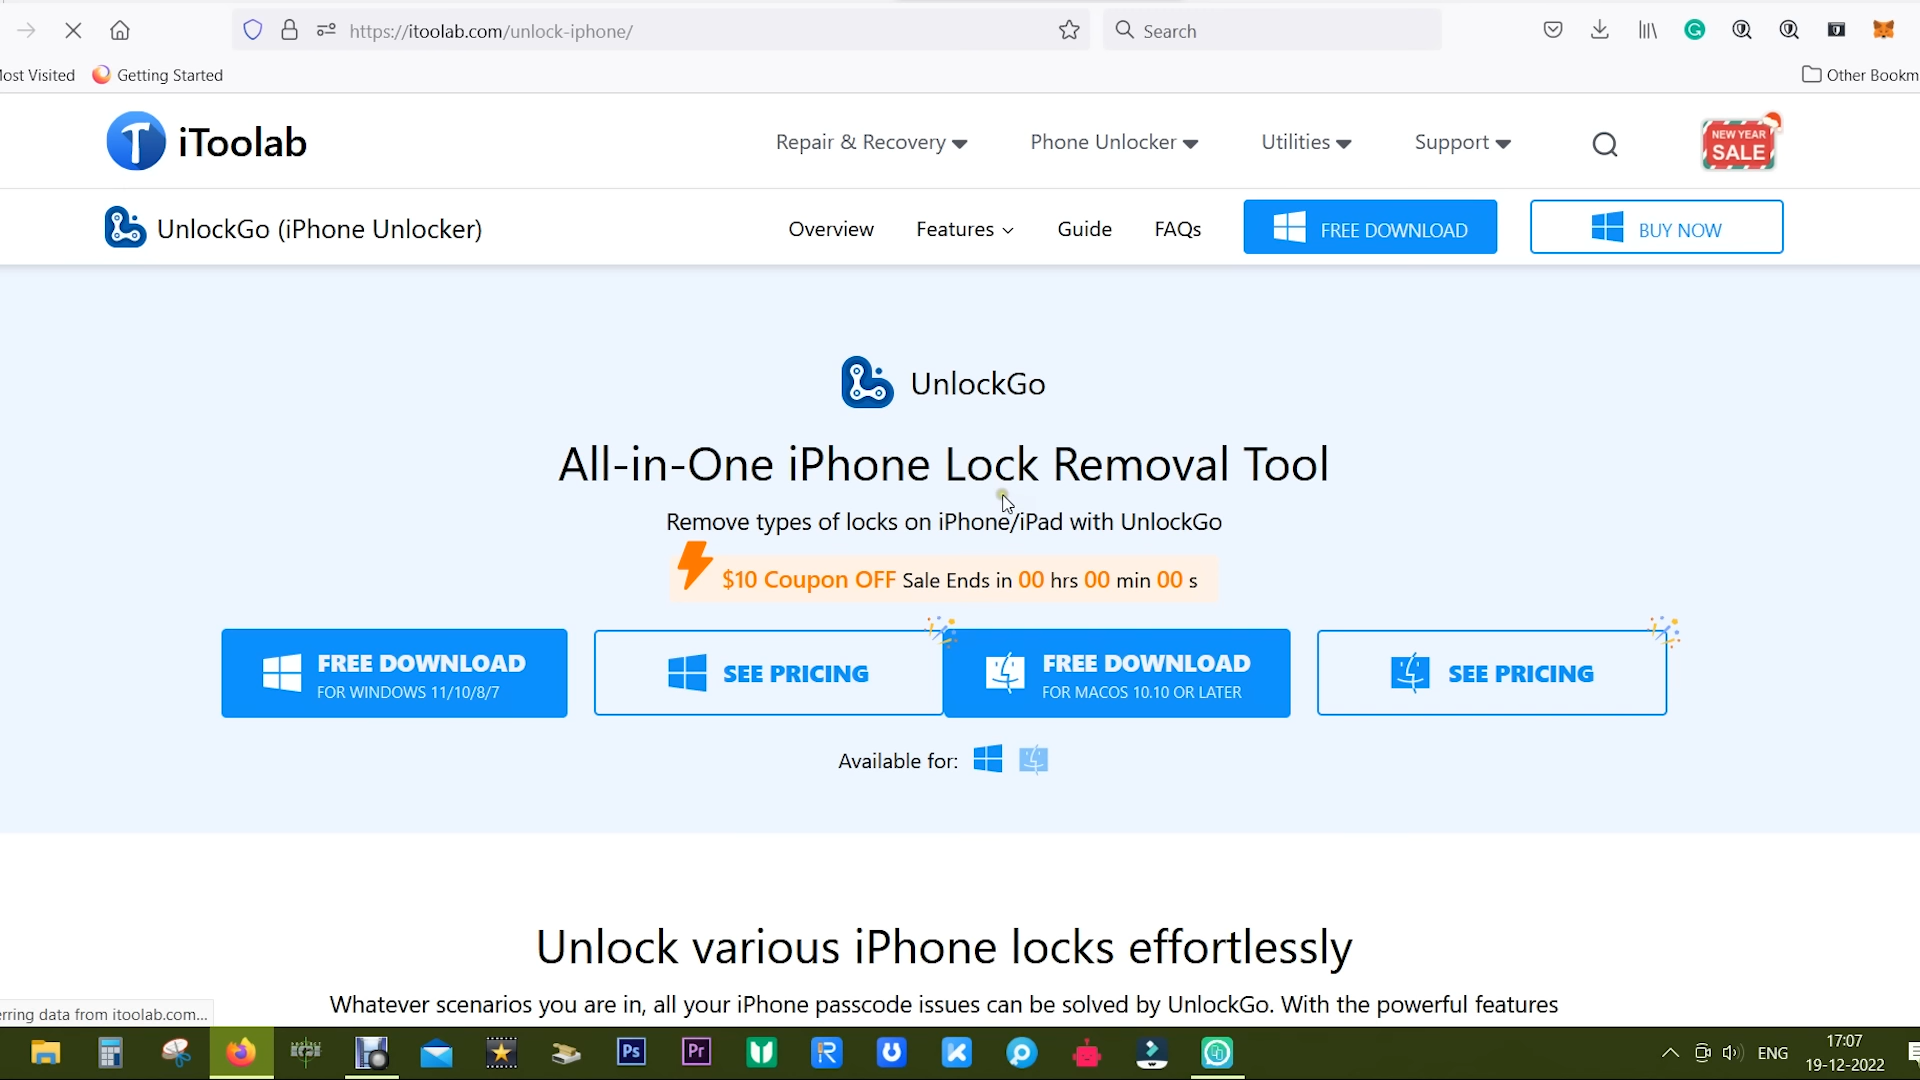 https://itoolab.com/unlock-iphone/
Search
ost Visited
Getting Started
Other Bookm
iToolab
Repair & Recovery
Phone Unlocker
Utilities
Support
NEW YEAR
SALE
UnlockGo (iPhone Unlocker)
Overview
Features
Guide
FAQs
FREE DOWNLOAD
BUY NOW
UnlockGo
All-in-One iPhone Lock Removal Tool
Remove types of locks on iPhone/iPad with UnlockGo
$10 Coupon OFF Sale Ends in 00 hrs 00 min 00 s
FREE DOWNLOAD
FOR WINDOWS 11/10/8/7
SEE PRICING
FREE DOWNLOAD
FOR MACOS 10.10 OR LATER
SEE PRICING
Available for:
Unlock various iPhone locks effortlessly
Whatever scenarios you are in, all your iPhone passcode issues can be solved by UnlockGo. With the powerful features
erring data from itoolab.com...
Ps
Pr
ENG
17:07
19-12-2022